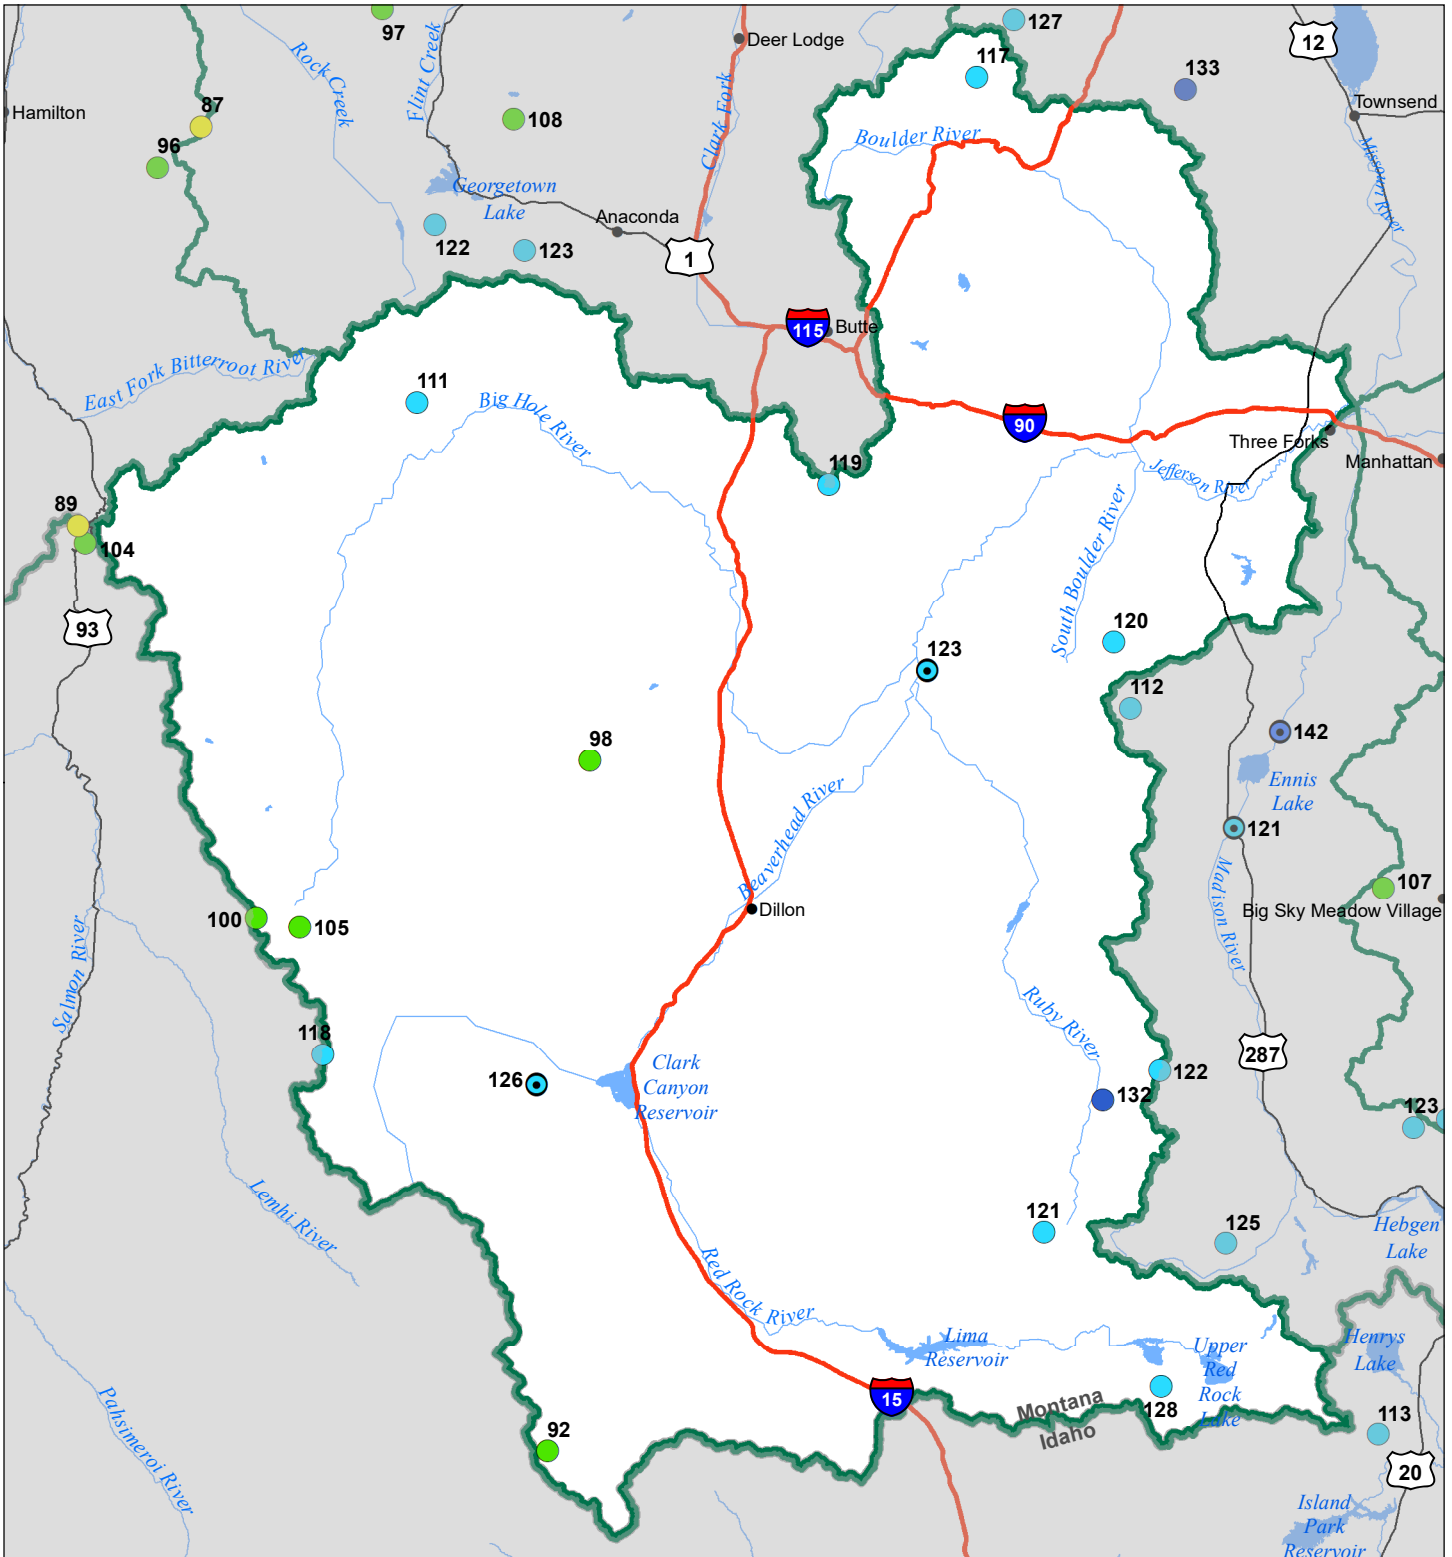 97
127
Deer Lodge
12
117
133
Rock Creek
Flint Creek
Clark Fork
Hamilton
87
108
Townsend
Boulder River
96
Missouri River
Georgetown
Lake
Anaconda
122
123
1
115
Butte
East Fork Bitterroot River
111
Big Hole River
90
Three Forks
Manhattan
119
Jefferson River
89
104
South Boulder River
93
120
123
112
142
98
Ennis
Lake
Beaverhead River
121
Madison River
107
Big Sky Meadow Village
Dillon
100
105
Salmon River
Ruby River
118
287
Clark
Canyon
Reservoir
126
122
132
123
Lemhi River
121
125
Hebgen
Lake
Red Rock River
Lima
Reservoir
Upper
Red
Rock
Lake
Henrys
Lake
15
Montana
Idaho
128
113
Pahsimeroi River
92
20
Island
Park
Reservoir